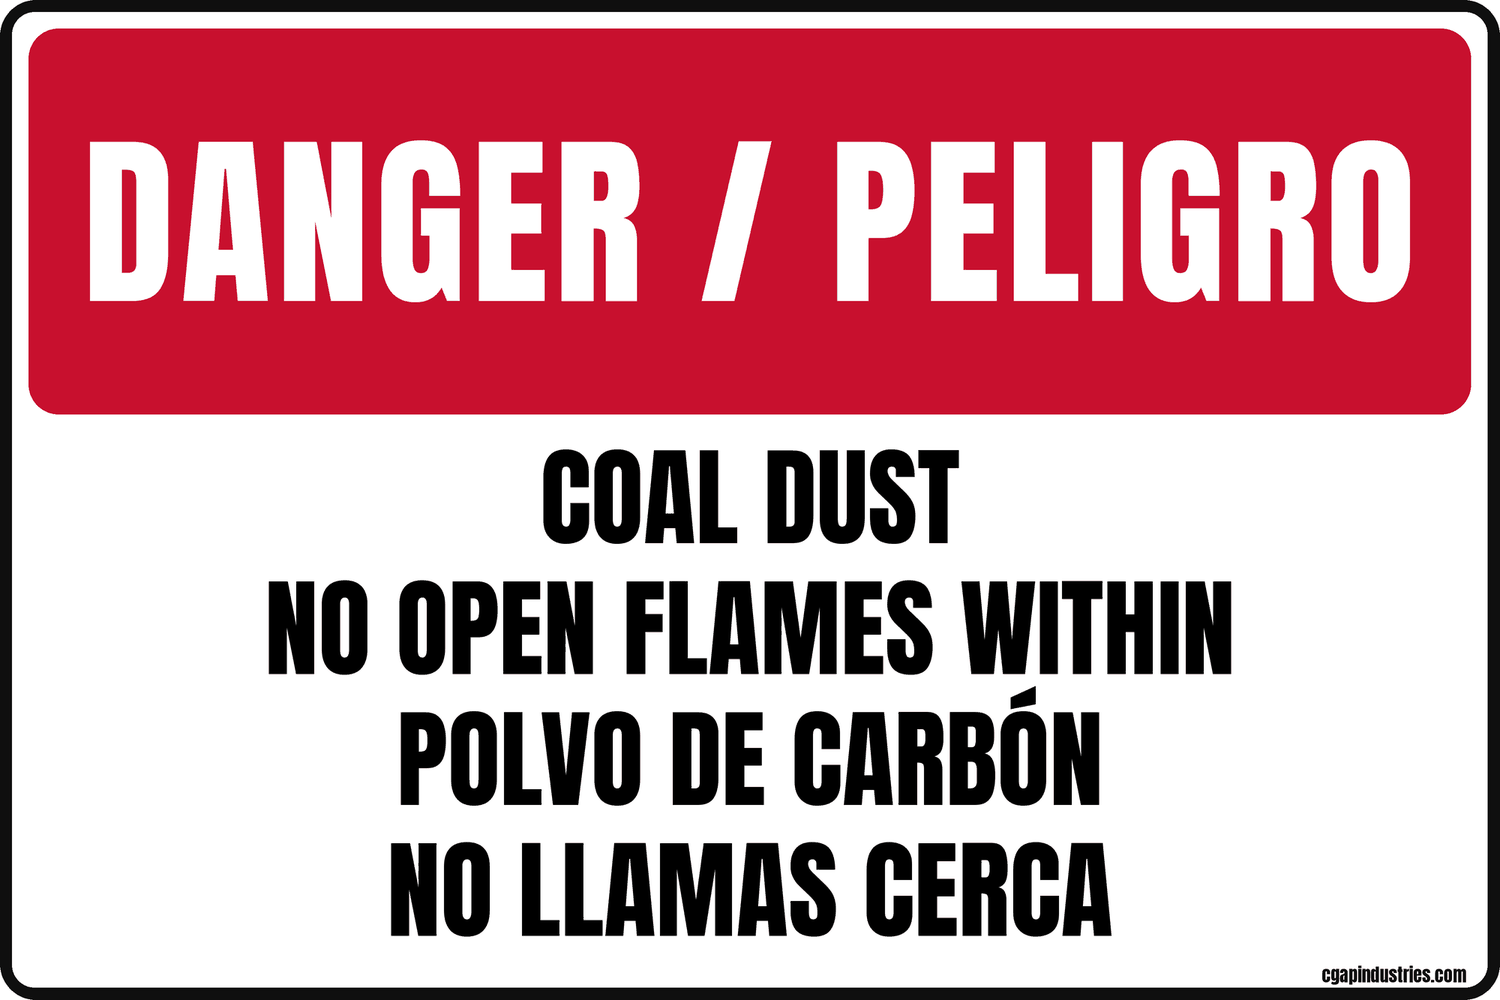 DANGER / PELIGRO
COAL DUST
NO OPEN FLAMES WITHIN
POLVO DE CARBÓN
NO LLAMAS CERCA
cgapindustries.com